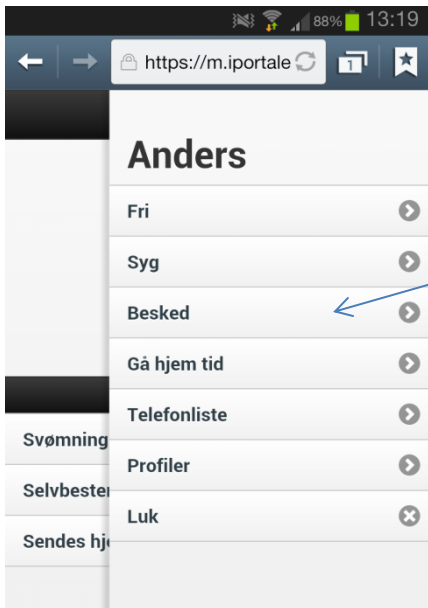 88% 13:19
https://m.iportale
1
Anders
Fri
Syg
Besked
Gå hjem tid
Telefonliste
Profiler
Luk
Svømning
Selvbester
Sendes hje